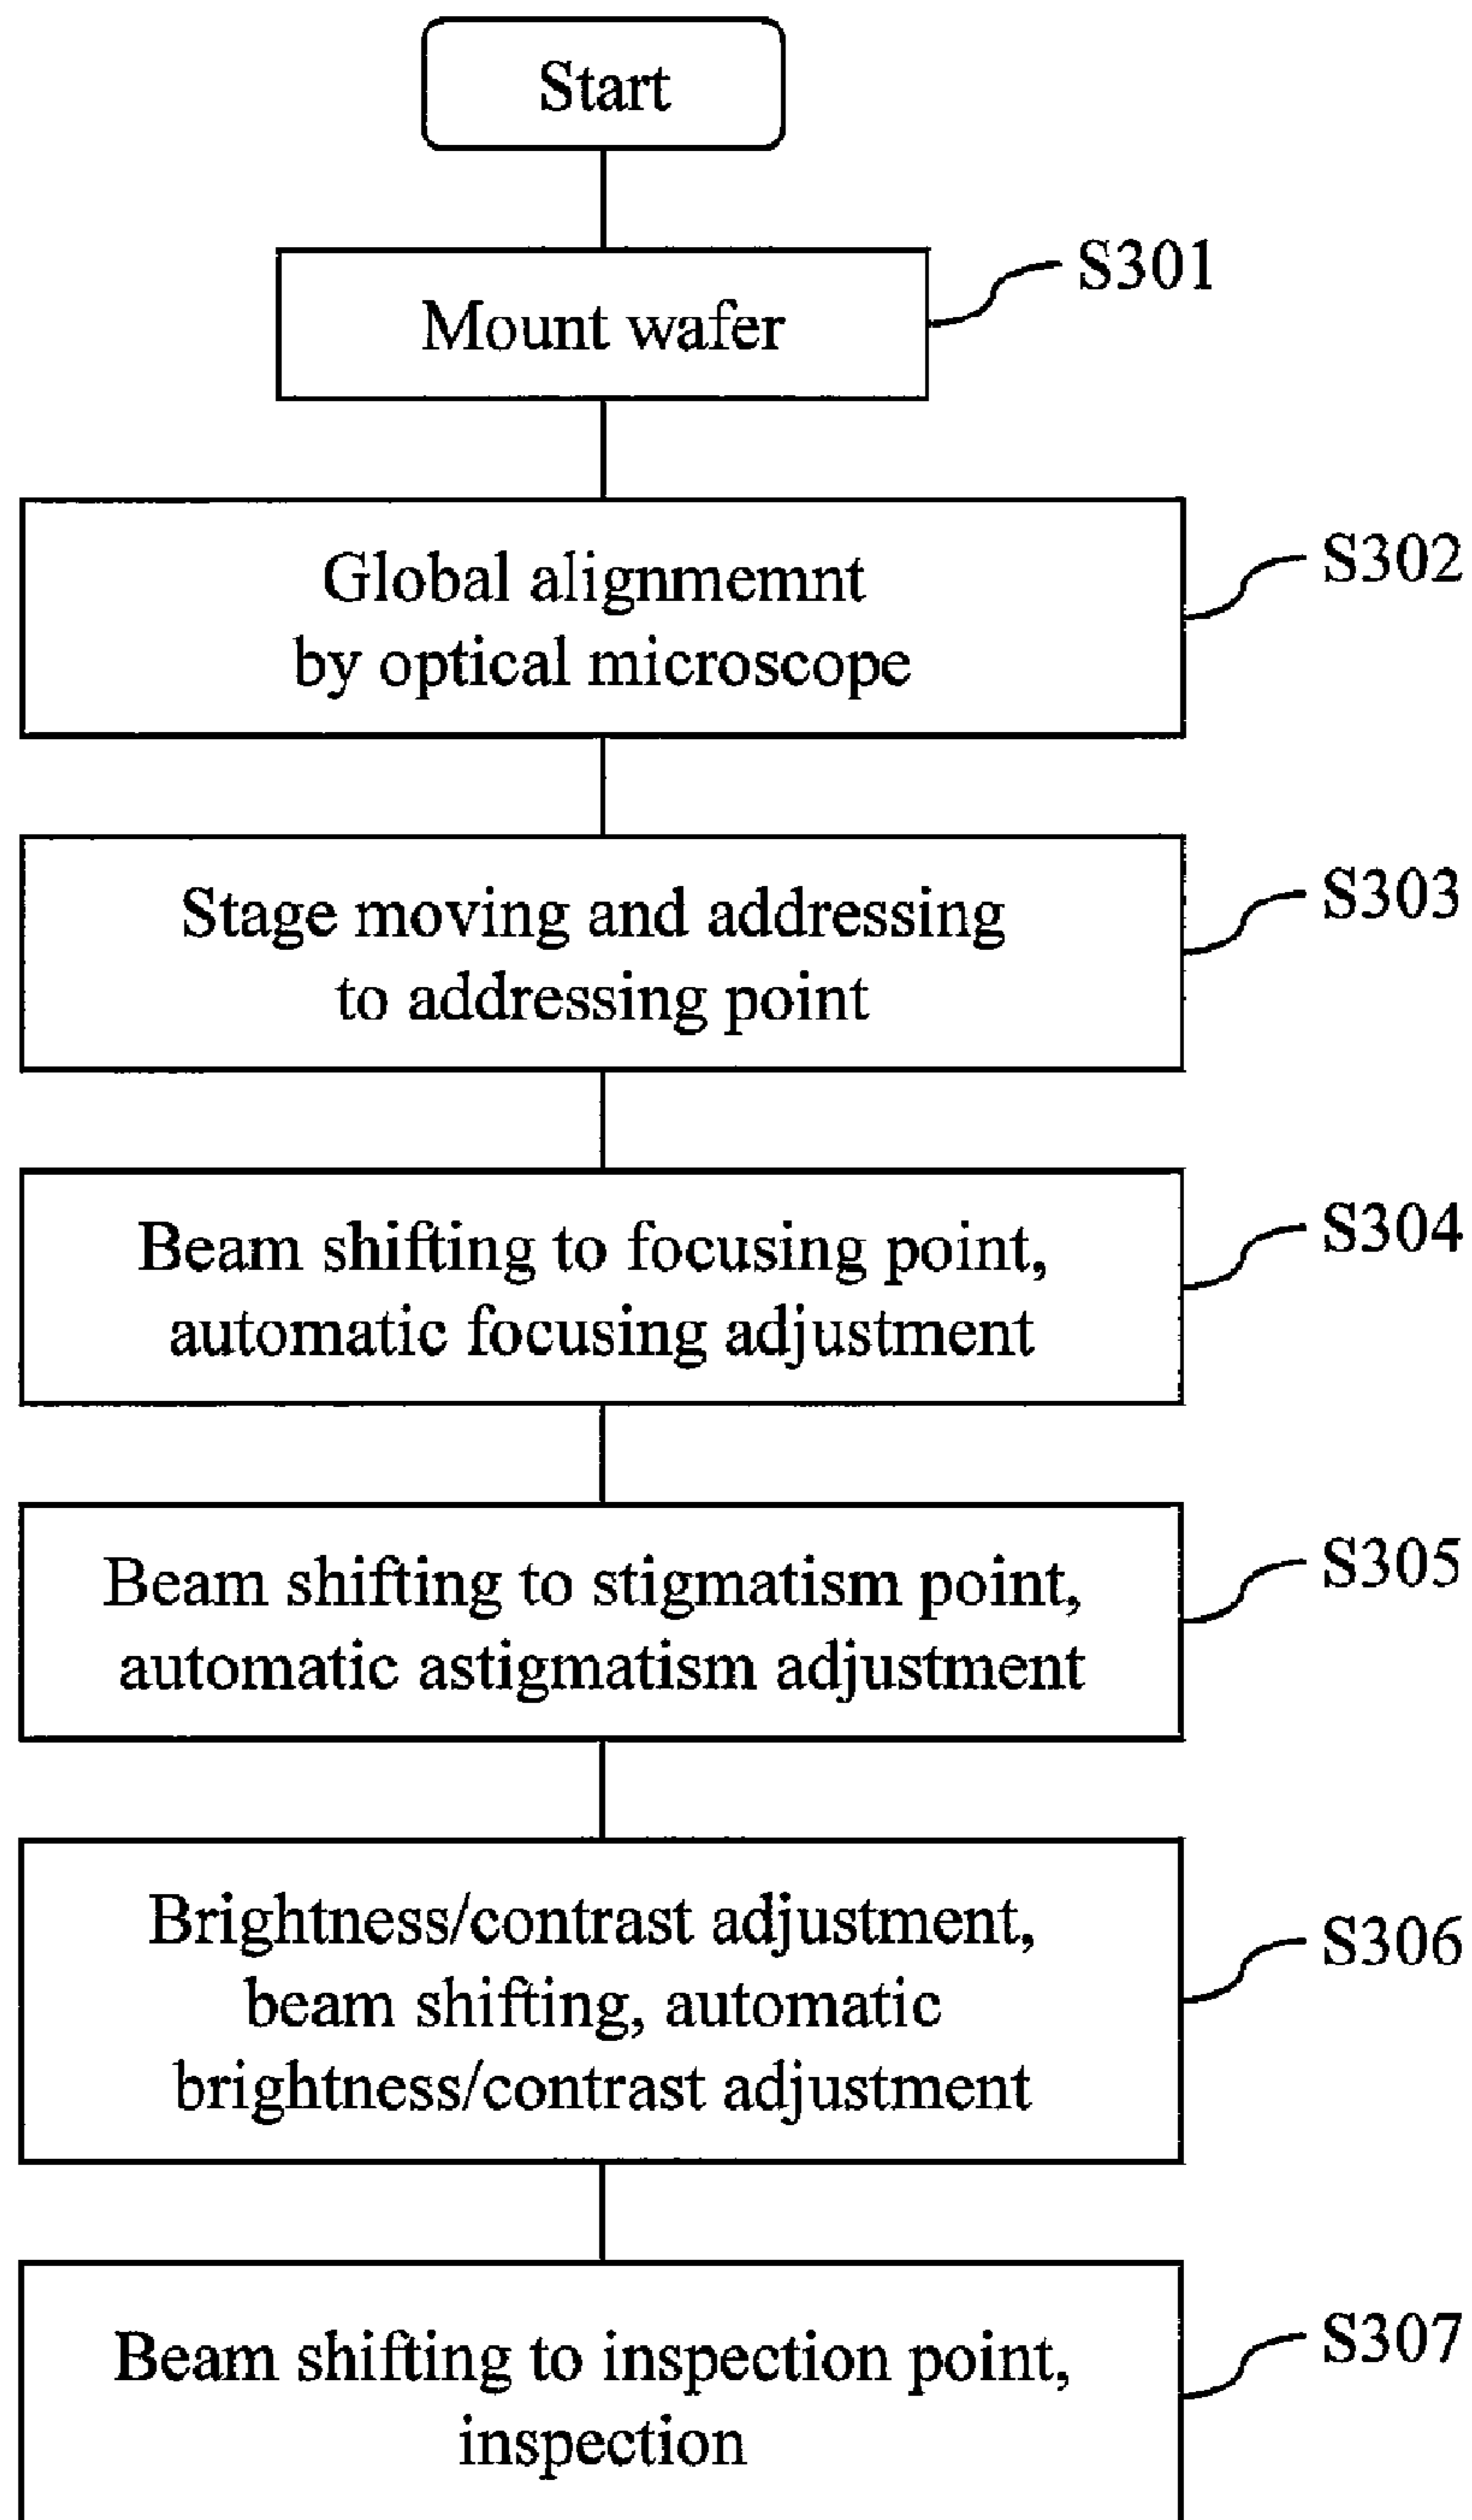 Start
Mount wafer
S301
Global alignmemnt
by optical microscope
S302
Stage moving and addressing
to addressing point
S303
Beam shifting to focusing point,
automatic focusing adjustment
S304
Beam shifting to stigmatism point,
automatic astigmatism adjustment
S305
Brightness/contrast adjustment,
beam shifting, automatic
brightness/contrast adjustment
S306
Beam shifting to inspection point,
inspection
S307